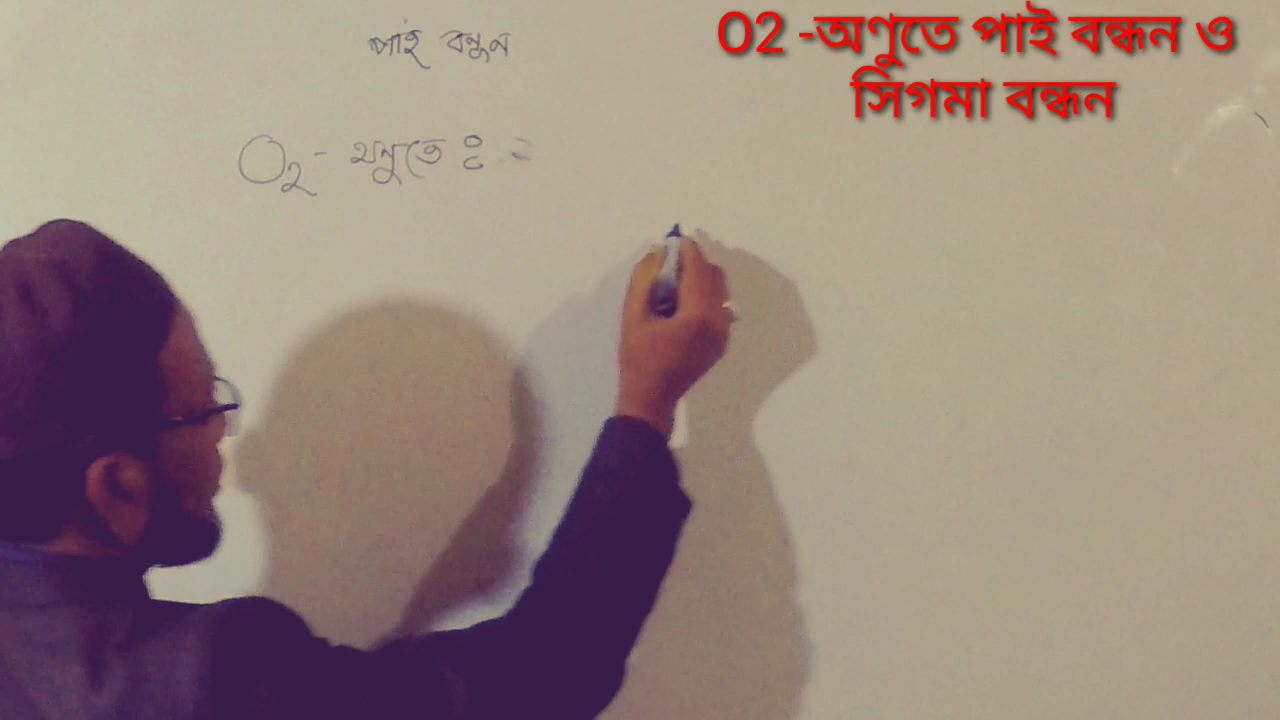 পাই বন্ধন
O2 -অণুতে পাই বন্ধন ও
সিগমা বন্ধন
O₂- অনুতে ঃ